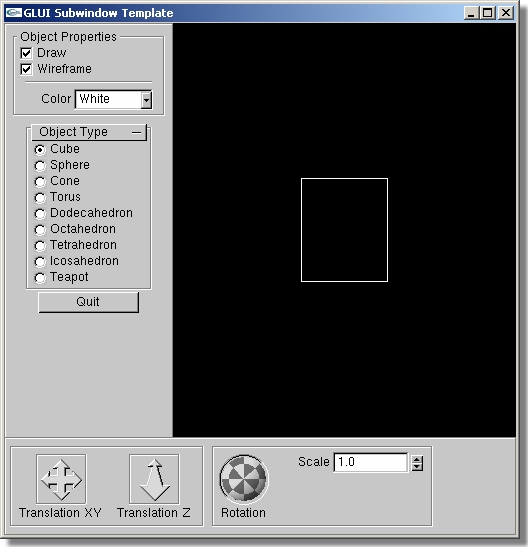 GLUI Subwindow Template
Object Properties
Draw
Wireframe
Color White
Object Type
Cube
Sphere
Cone
Torus
Dodecahedron
Octahedron
Tetrahedron
Icosahedron
Teapot
Quit
Translation XY
Translation Z
Rotation
Scale 1.0